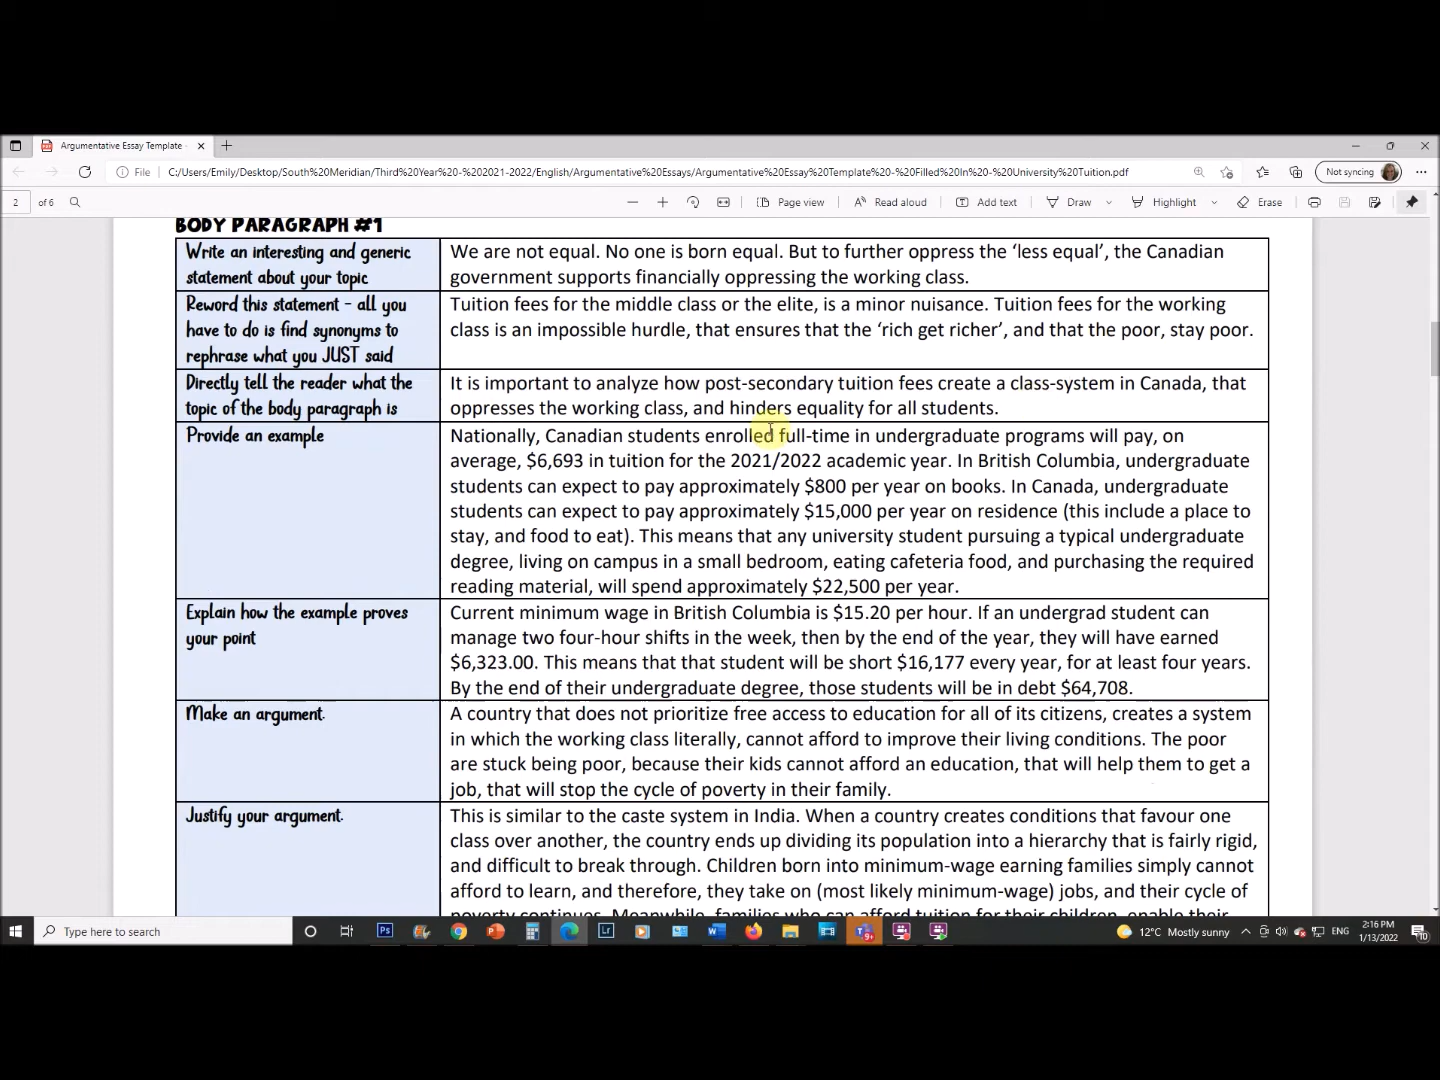 Argumentative Essay Template -
File
C:/Users/Emily/Desktop/South%20Meridian/Third%20Year%20-%202021-2022/English/Argumentative%20Essays/Argumentative%20Essay%20Template%20-%20Filled%20In%20-%20University%20Tuition.pdf
Not syncing
2 of 6
Page view
Read aloud
Add text
Draw
Highlight
Erase
BODY PARAGRAPH #1
Write an interesting and generic
statement about your topic
We are not equal. No one is born equal. But to further oppress the ‘less equal’, the Canadian
government supports financially oppressing the working class.
Reword this statement - all you
have to do is find synonyms to
rephrase what you JUST said
Tuition fees for the middle class or the elite, is a minor nuisance. Tuition fees for the working
class is an impossible hurdle, that ensures that the ‘rich get richer’, and that the poor, stay poor.
Directly tell the reader what the
topic of the body paragraph is
It is important to analyze how post-secondary tuition fees create a class-system in Canada, that
oppresses the working class, and hinders equality for all students.
Provide an example
Nationally, Canadian students enrolled full-time in undergraduate programs will pay, on
average, $6,693 in tuition for the 2021/2022 academic year. In British Columbia, undergraduate
students can expect to pay approximately $800 per year on books. In Canada, undergraduate
students can expect to pay approximately $15,000 per year on residence (this include a place to
stay, and food to eat). This means that any university student pursuing a typical undergraduate
degree, living on campus in a small bedroom, eating cafeteria food, and purchasing the required
reading material, will spend approximately $22,500 per year.
Explain how the example proves
your point
Current minimum wage in British Columbia is $15.20 per hour. If an undergrad student can
manage two four-hour shifts in the week, then by the end of the year, they will have earned
$6,323.00. This means that that student will be short $16,177 every year, for at least four years.
By the end of their undergraduate degree, those students will be in debt $64,708.
Make an argument.
A country that does not prioritize free access to education for all of its citizens, creates a system
in which the working class literally, cannot afford to improve their living conditions. The poor
are stuck being poor, because their kids cannot afford an education, that will help them to get a
job, that will stop the cycle of poverty in their family.
Justify your argument.
This is similar to the caste system in India. When a country creates conditions that favour one
class over another, the country ends up dividing its population into a hierarchy that is fairly rigid,
and difficult to break through. Children born into minimum-wage earning families simply cannot
afford to learn, and therefore, they take on (most likely minimum-wage) jobs, and their cycle of
poverty continues. Meanwhile, families who can afford tuition for their children, enable their
Type here to search
12°C Mostly sunny
ENG
2:16 PM
1/13/2022